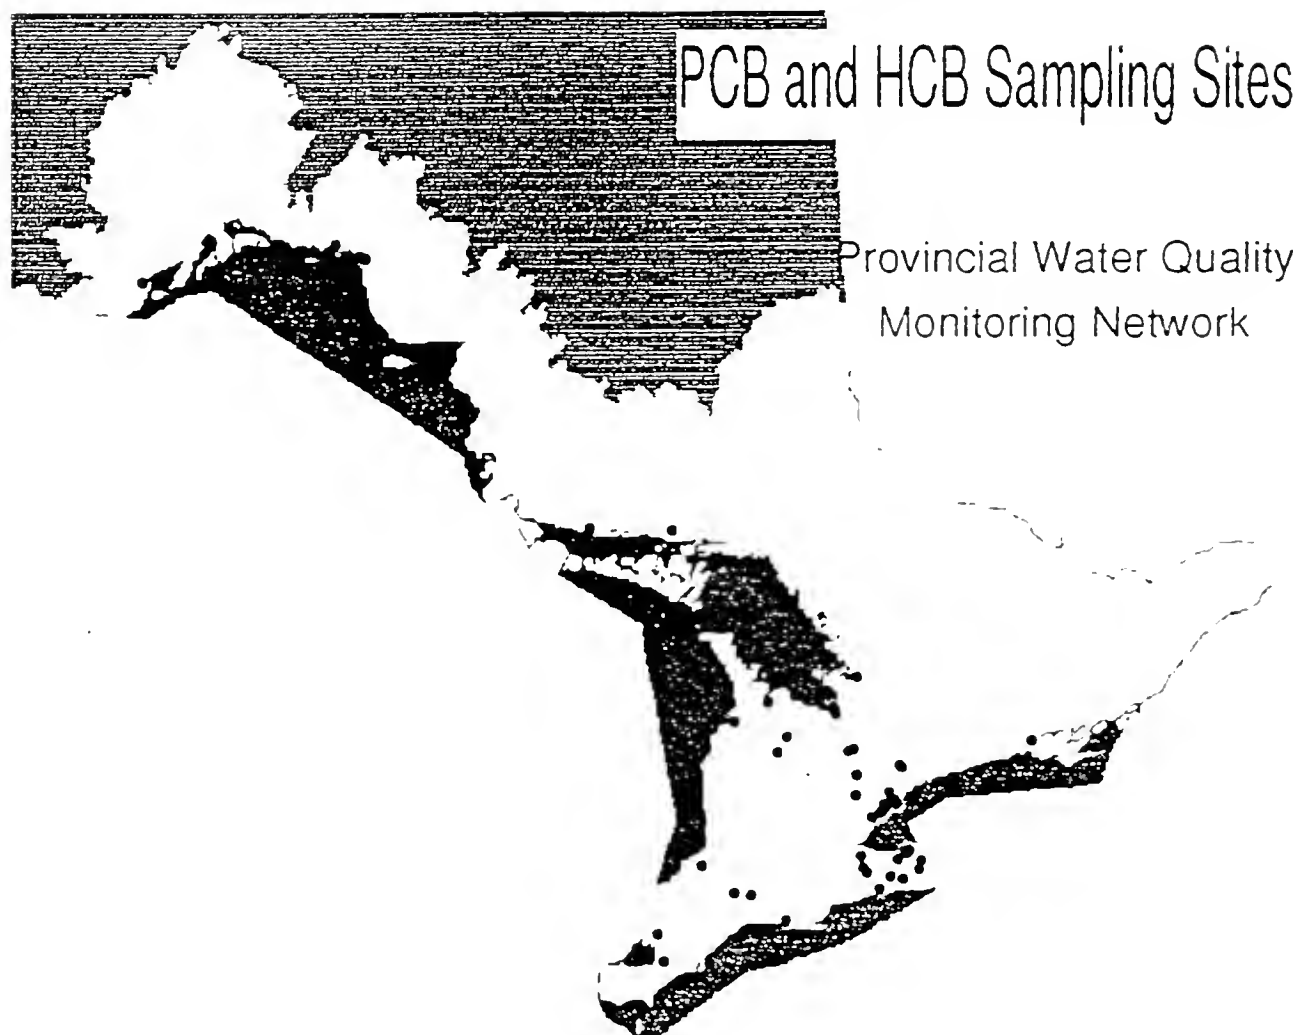 PCB and HCB Sampling Sites
Provincial Water Quality
Monitoring Network